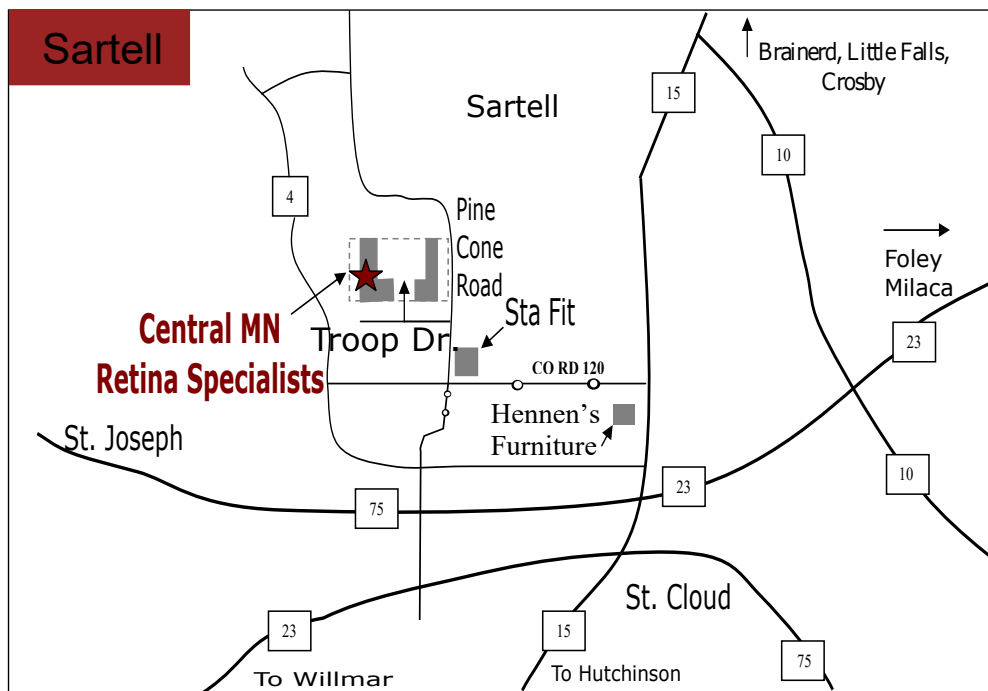 Sartell
Brainerd, Little Falls,
Crosby
15
Sartell
10
4
Pine
Cone
Road
Foley
Milaca
Central MN
Retina Specialists
Troop Dr.
Sta Fit
23
CO RD 120
Hennen's
Furniture
St. Joseph
75
23
10
St. Cloud
23
15
75
To Willmar
To Hutchinson